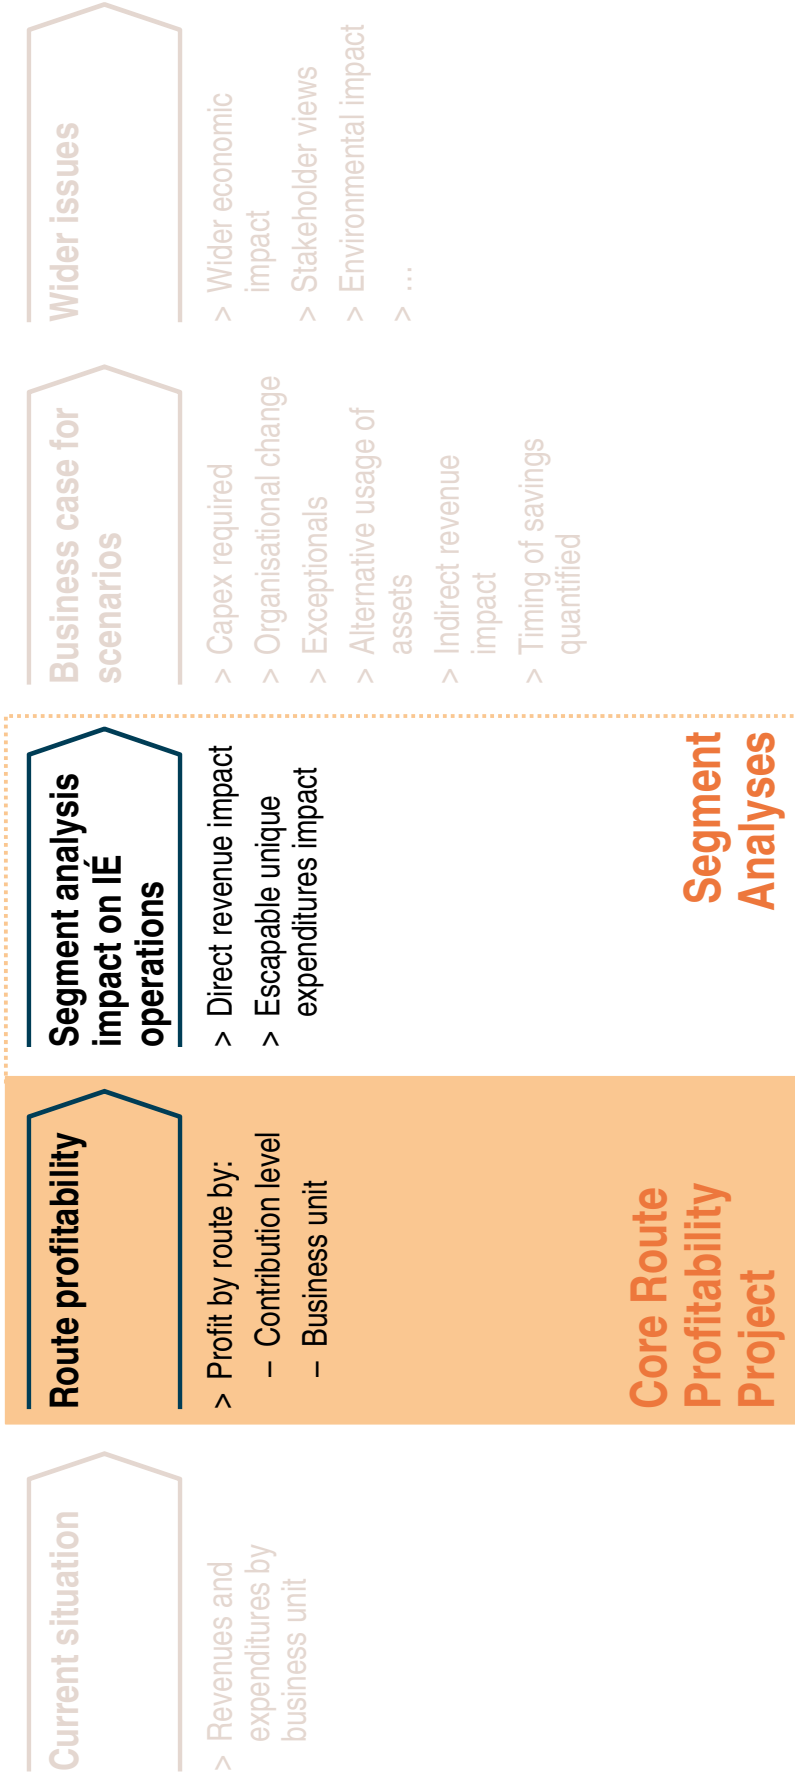 Current situation
> Revenues and
expenditures by
business unit
Route profitability
> Profit by route by:
– Contribution level
– Business unit
Core Route
Profitability
Project
Segment analysis
impact on IÉ
operations
> Direct revenue impact
> Escapable unique
expenditures impact
Segment
Analyses
Business case for
scenarios
> Capex required
> Organisational change
> Exceptionals
> Alternative usage of
assets
> Indirect revenue
impact
> Timing of savings
quantified
Wider issues
> Wider economic
impact
> Stakeholder views
> Environmental impact
> …